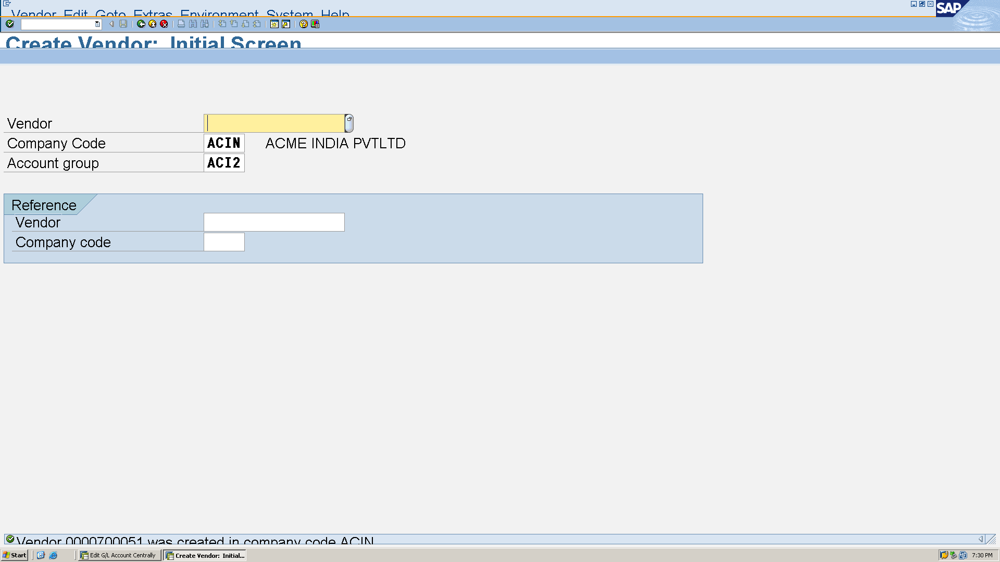 Vendor Edit Goto Extras Environment System Help
SAP
Create Vendor: Initial Screen
Vendor
Company Code ACIN ACME INDIA PVTLTD
Account group ACI2
Reference
Vendor
Company code
Vendor 0000700051 was created in company code ACIN
Start Edit G/L Account Centrally Create Vendor: Initial... 7:30 PM